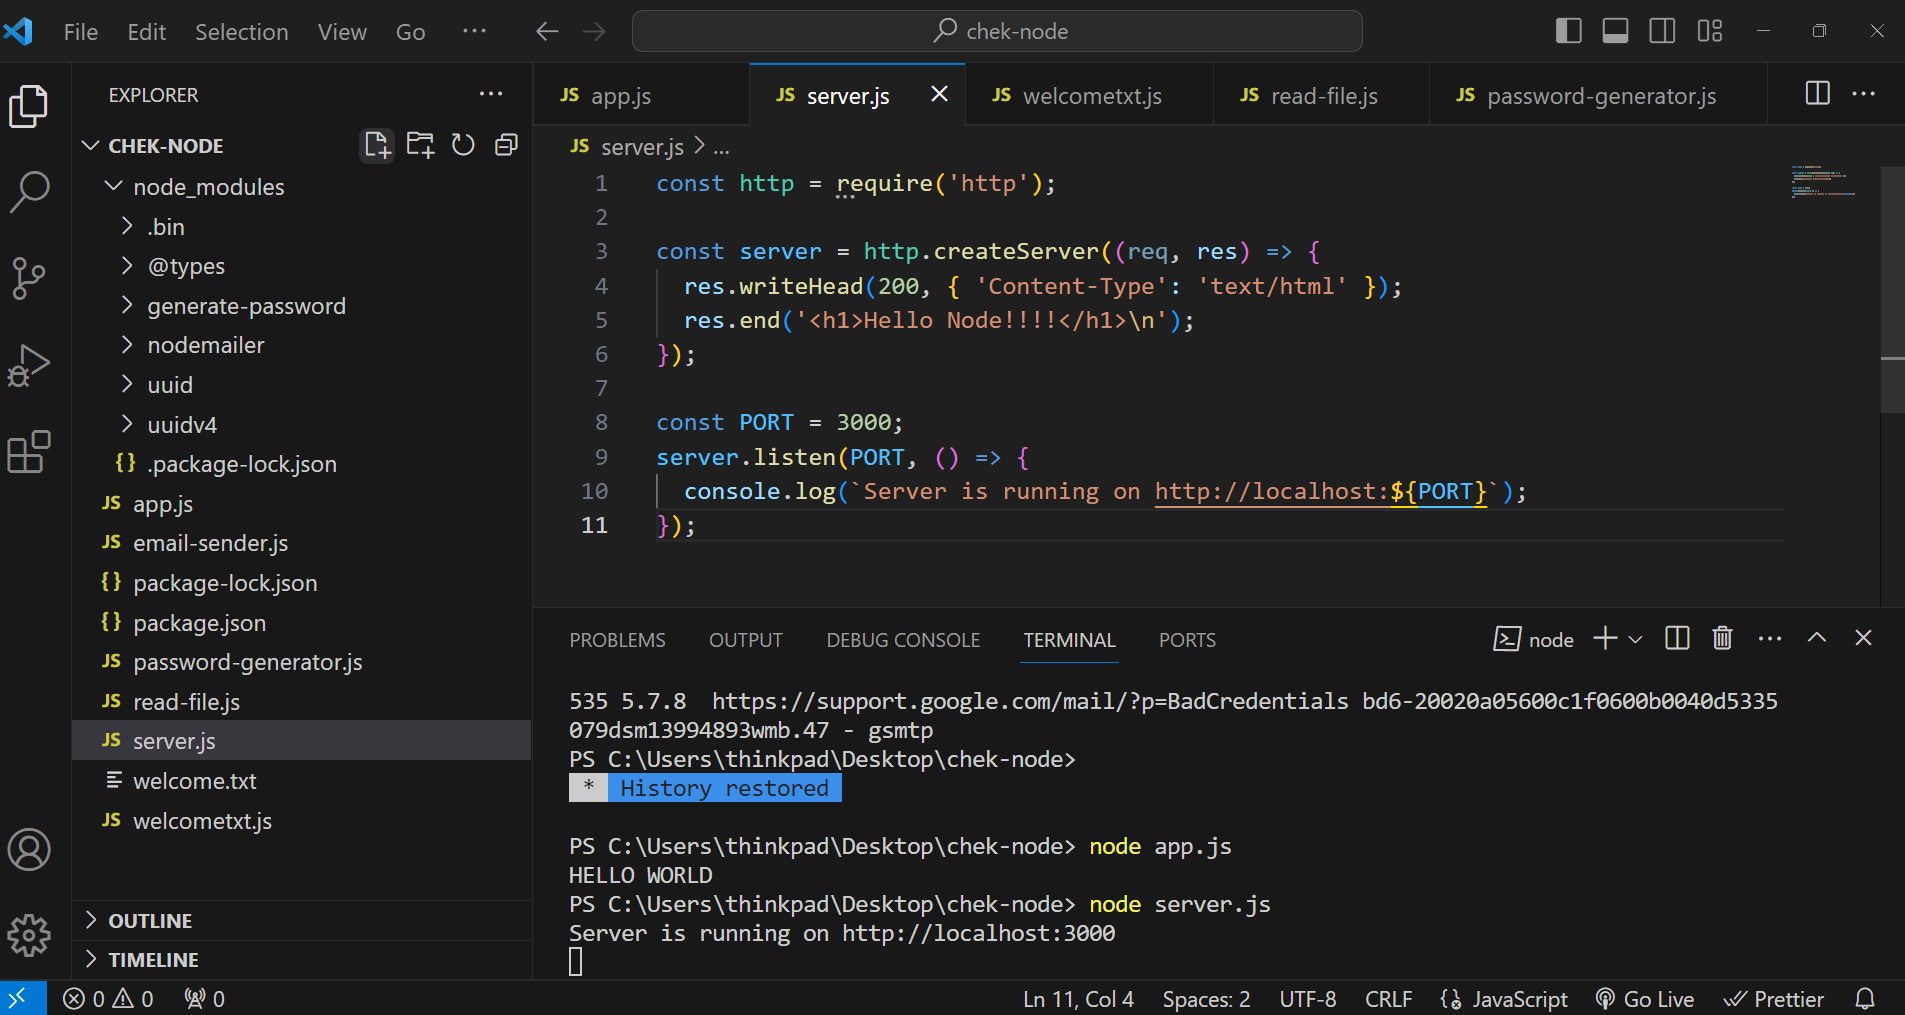 File Edit Selection View Go ···
chek-node
EXPLORER ···
CHEK-NODE
node_modules
.bin
@types
generate-password
nodemailer
uuid
uuidv4
{} .package-lock.json
JS app.js
JS email-sender.js
{} package-lock.json
{} package.json
JS password-generator.js
JS read-file.js
JS server.js
welcome.txt
JS welcometxt.js
OUTLINE
TIMELINE
JS app.js JS server.js JS welcometxt.js JS read-file.js JS password-generator.js ···
JS server.js > ...
1 const http = require('http');
2
3 const server = http.createServer((req, res) => {
4 res.writeHead(200, { 'Content-Type': 'text/html' });
5 res.end('<h1>Hello Node!!!!</h1>\n');
6 });
7
8 const PORT = 3000;
9 server.listen(PORT, () => {
10 console.log(`Server is running on http://localhost:${PORT}`);
11 });
PROBLEMS OUTPUT DEBUG CONSOLE TERMINAL PORTS node ···
535 5.7.8 https://support.google.com/mail/?p=BadCredentials bd6-20020a05600c1f0600b0040d5335
079dsm13994893wmb.47 - gsmtp
PS C:\Users\thinkpad\Desktop\chek-node>
* History restored
PS C:\Users\thinkpad\Desktop\chek-node> node app.js
HELLO WORLD
PS C:\Users\thinkpad\Desktop\chek-node> node server.js
Server is running on http://localhost:3000
0 0 0 Ln 11, Col 4 Spaces: 2 UTF-8 CRLF JavaScript Go Live Prettier